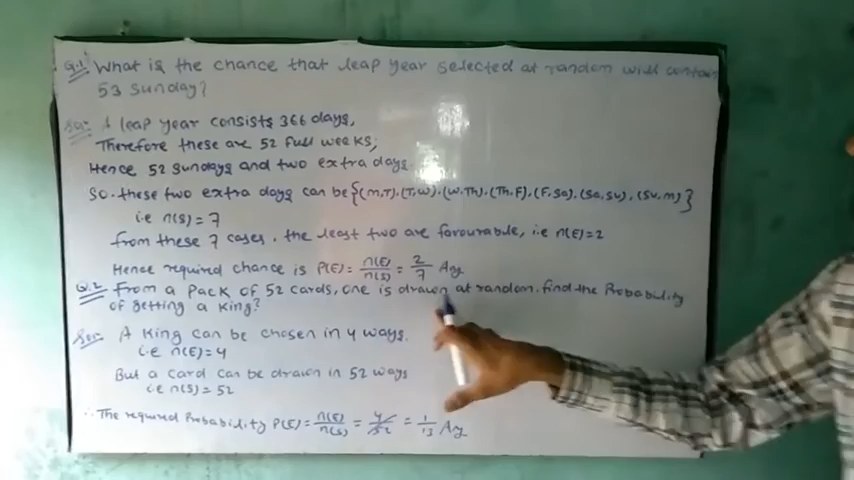 Q.1 What is the chance that leap year selected at random will contain
53 Sunday?
Sol: A leap year consists 366 days,
Therefore these are 52 full weeks,
Hence 52 Sundays and two extra days.
So. these two extra days can be {(M,T), (T,W), (W,Th), (Th,F), (F,Sa), (Sa,Su), (Su,M)}
i.e n(S) = 7
from these 7 cases, the least two are favourable, i.e n(E)=2
Hence required chance is P(E) = n(E)/n(S) = 2/7 Any
Q.2 From a pack of 52 cards, one is drawn at random. find the Probability
of getting a king?
Sol: A King can be chosen in 4 ways.
i.e n(E)=4
But a card can be drawn in 52 ways
i.e n(S) = 52
∴ The required Probability P(E) = n(E)/n(S) = 4/52 = 1/13 Any